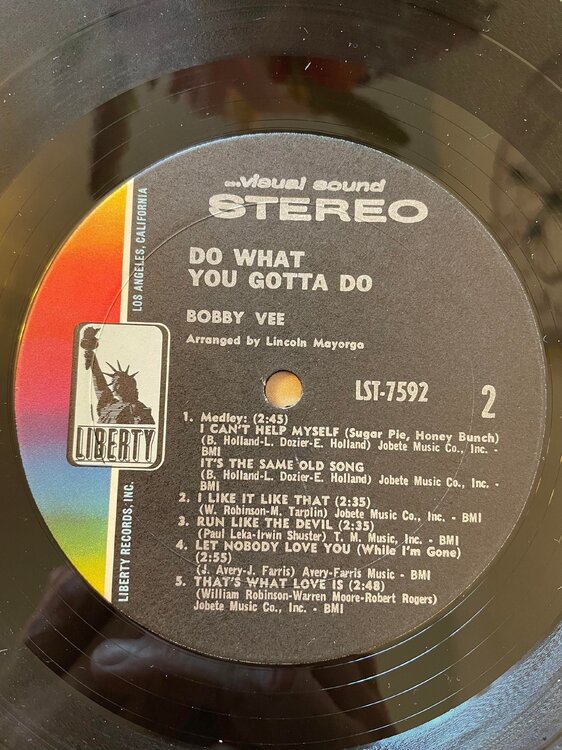 ...visual sound
STEREO
DO WHAT
YOU GOTTA DO
BOBBY VEE
Arranged by Lincoln Mayorga
LST-7592
2
1. Medley: (2:45)
I CAN'T HELP MYSELF (Sugar Pie, Honey Bunch)
(B. Holland-L. Dozier-E. Holland) Jobete Music Co., Inc. -
BMI
IT'S THE SAME OLD SONG
(B. Holland-L. Dozier-E. Holland) Jobete Music Co., Inc. -
BMI
2. I LIKE IT LIKE THAT (2:35)
(W. Robinson-M. Tarplin) Jobete Music Co., Inc. - BMI
3. RUN LIKE THE DEVIL (2:35)
(Paul Leka-Irwin Shuster) T. M. Music, Inc. - BMI
4. LET NOBODY LOVE YOU (While I'm Gone)
(2:55)
(J. Avery-J. Farris) Avery-Farris Music - BMI
5. THAT'S WHAT LOVE IS (2:48)
(William Robinson-Warren Moore-Robert Rogers)
Jobete Music Co., Inc. - BMI
LIBERTY
LIBERTY RECORDS, INC.
LOS ANGELES, CALIFORNIA